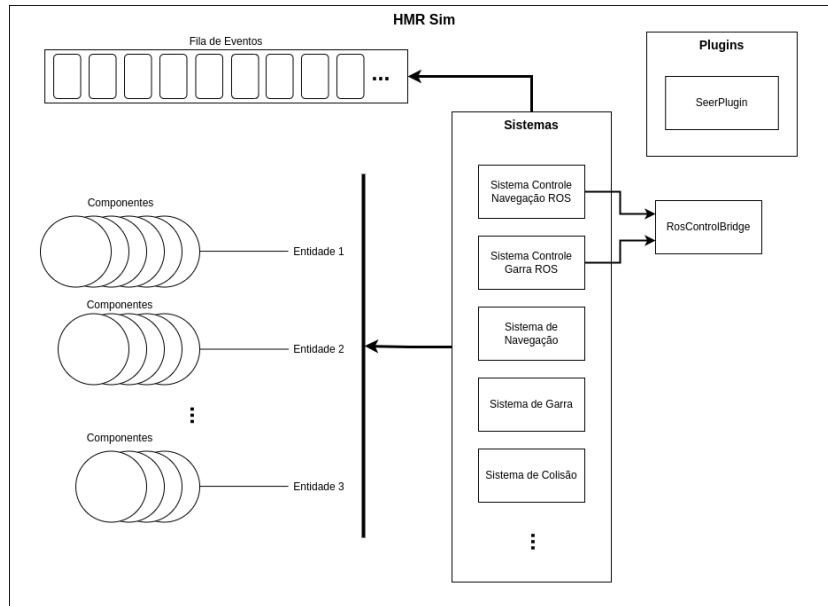 HMR Sim
Fila de Eventos
...
Plugins
SeerPlugin
Sistemas
Sistema Controle
Navegação ROS
Sistema Controle
Garra ROS
Sistema de
Navegação
Sistema de Garra
Sistema de Colisão
...
RosControlBridge
Componentes
Entidade 1
Componentes
Entidade 2
...
Componentes
Entidade 3